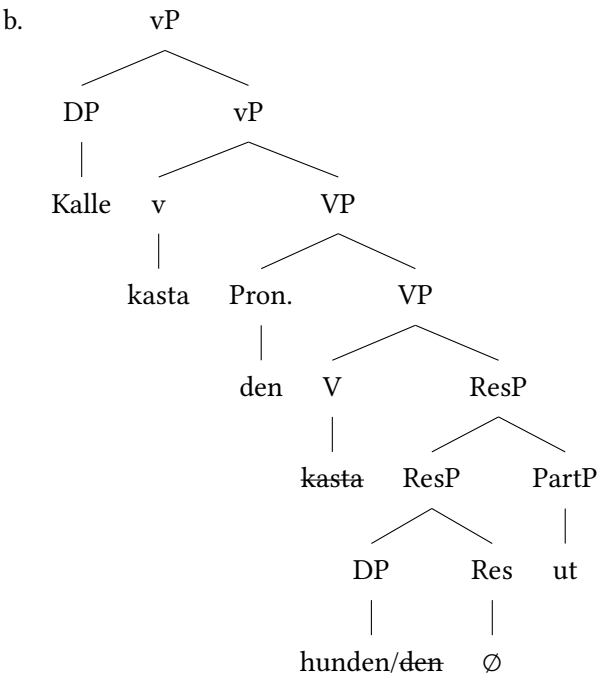 b. vP
DP vP
Kalle v VP
kasta Pron. VP
den V ResP
kasta ResP PartP
DP Res ut
hunden/den ∅